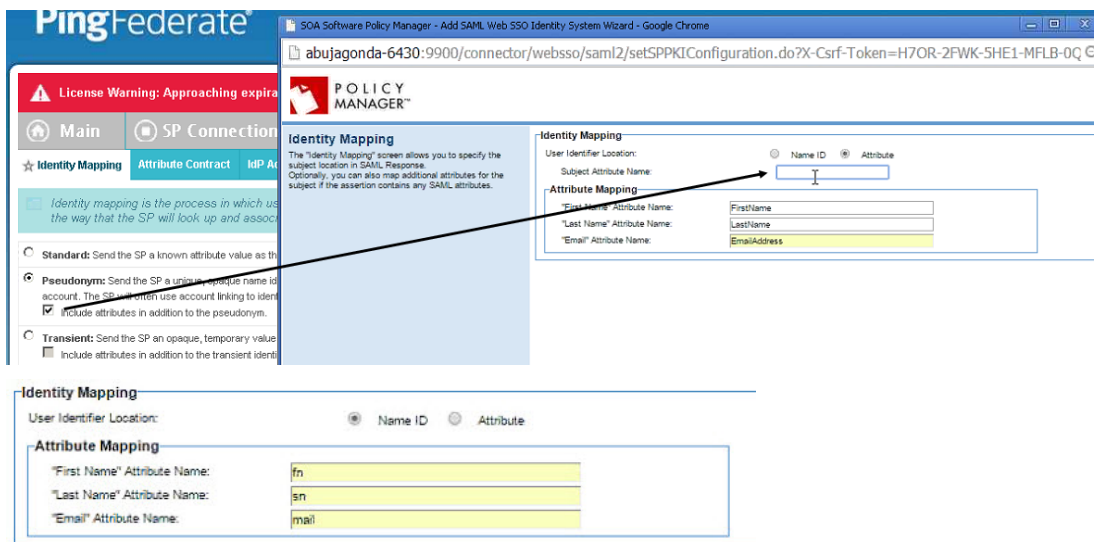 PingFederate®
License Warning: Approaching expira
Main
SP Connection
Identity Mapping
Attribute Contract
IdP Ad
Identity mapping is the process in which us
the way that the SP will look up and associ
Standard: Send the SP a known attribute value as th
Pseudonym: Send the SP a unique, opaque name id
account. The SP will often use account linking to ident
Include attributes in addition to the pseudonym.
Transient: Send the SP an opaque, temporary value
Include attributes in addition to the transient identi
SOA Software Policy Manager - Add SAML Web SSO Identity System Wizard - Google Chrome
abujagonda-6430:9900/connector/websso/saml2/setSPPKIConfiguration.do?X-Csrf-Token=H7OR-2FWK-5HE1-MFLB-0Q
POLICY
MANAGER™
Identity Mapping
The "Identity Mapping" screen allows you to specify the
subject location in SAML Response.
Optionally, you can also map additional attributes for the
subject if the assertion contains any SAML attributes.
Identity Mapping
User Identifier Location:
Name ID
Attribute
Subject Attribute Name:
Attribute Mapping
"First Name" Attribute Name:
FirstName
"Last Name" Attribute Name:
LastName
"Email" Attribute Name:
EmailAddress
Identity Mapping
User Identifier Location:
Name ID
Attribute
Attribute Mapping
"First Name" Attribute Name:
fn
"Last Name" Attribute Name:
sn
"Email" Attribute Name:
mail